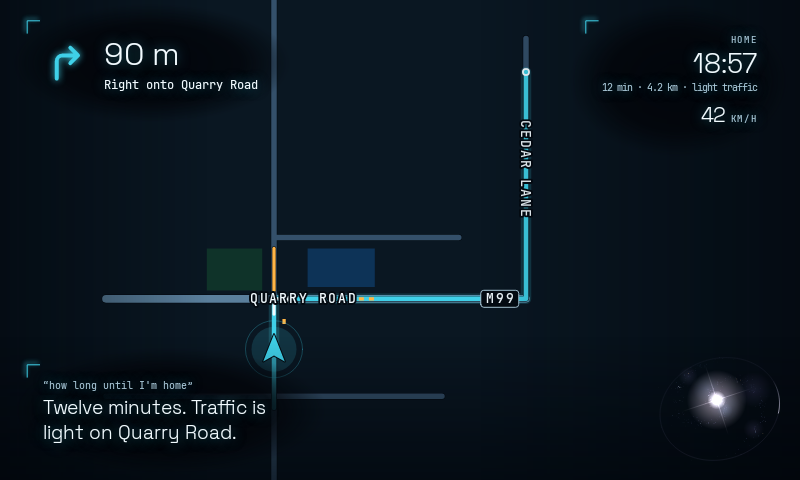 90 m
Right onto Quarry Road
HOME
18:57
12 min · 4.2 km · light traffic
42 KM/H
CEDAR LANE
QUARRY ROAD
M99
“how long until I'm home”
Twelve minutes. Traffic is
light on Quarry Road.